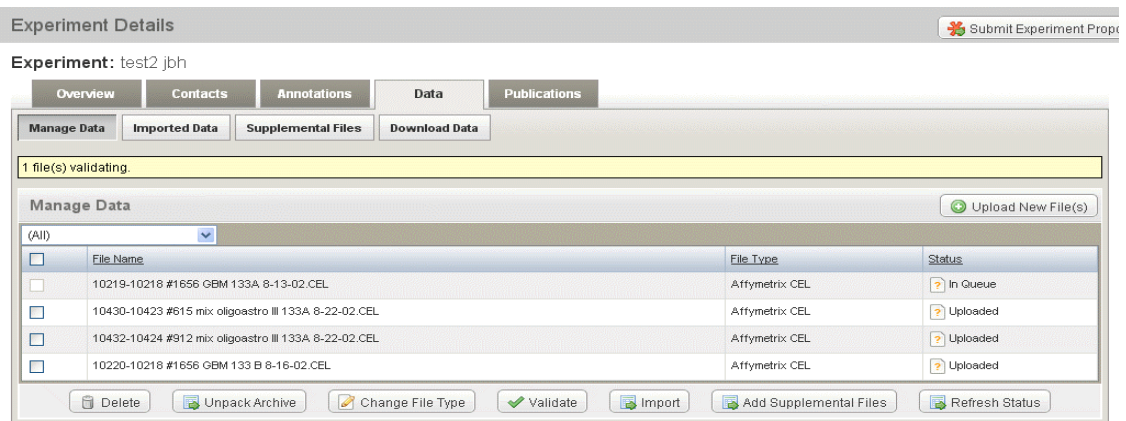 Experiment Details
Submit Experiment Propo
Experiment: test2 jbh
Overview Contacts Annotations Data Publications
Manage Data Imported Data Supplemental Files Download Data
1 file(s) validating.
Manage Data Upload New File(s)
(All)
File Name File Type Status
10219-10218 #1656 GBM 133A 8-13-02.CEL Affymetrix CEL In Queue
10430-10423 #615 mix oligoastro III 133A 8-22-02.CEL Affymetrix CEL Uploaded
10432-10424 #912 mix oligoastro III 133A 8-22-02.CEL Affymetrix CEL Uploaded
10220-10218 #1656 GBM 133 B 8-16-02.CEL Affymetrix CEL Uploaded
Delete Unpack Archive Change File Type Validate Import Add Supplemental Files Refresh Status